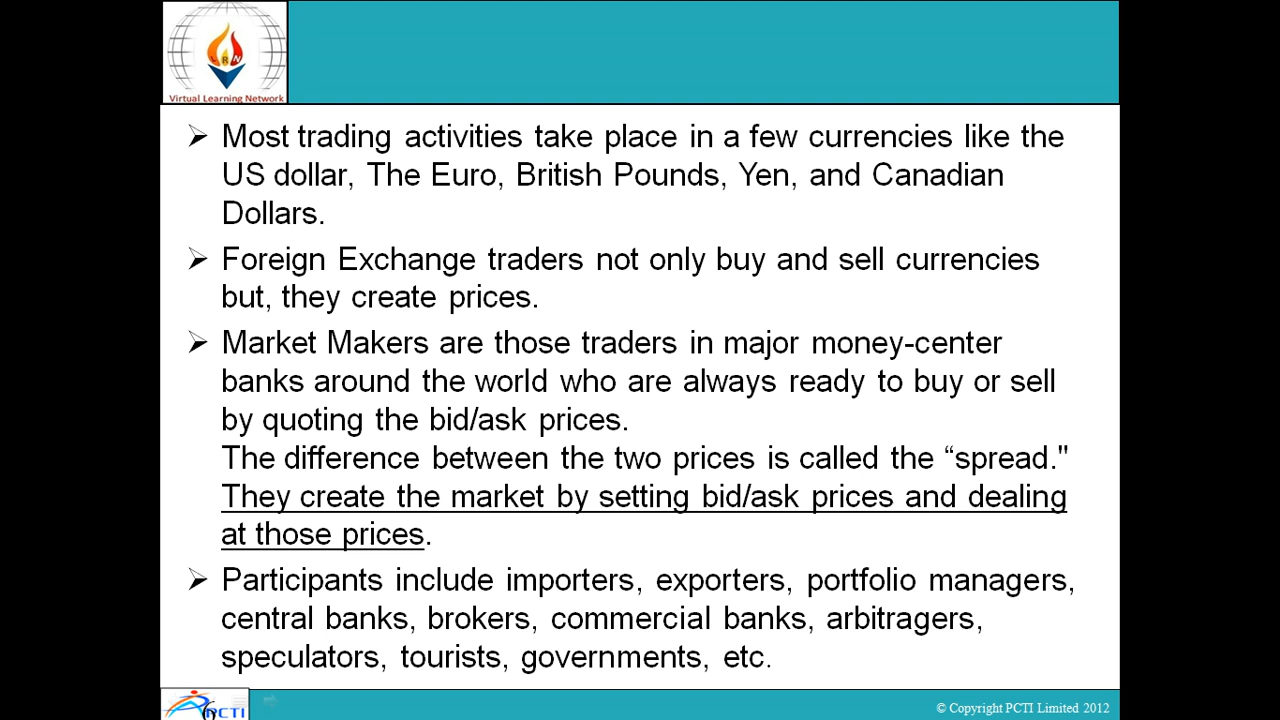 LRN
Virtual Learning Network
➢ Most trading activities take place in a few currencies like the
US dollar, The Euro, British Pounds, Yen, and Canadian
Dollars.
➢ Foreign Exchange traders not only buy and sell currencies
but, they create prices.
➢ Market Makers are those traders in major money-center
banks around the world who are always ready to buy or sell
by quoting the bid/ask prices.
The difference between the two prices is called the “spread."
They create the market by setting bid/ask prices and dealing
at those prices.
➢ Participants include importers, exporters, portfolio managers,
central banks, brokers, commercial banks, arbitragers,
speculators, tourists, governments, etc.
PCTI
© Copyright PCTI Limited 2012